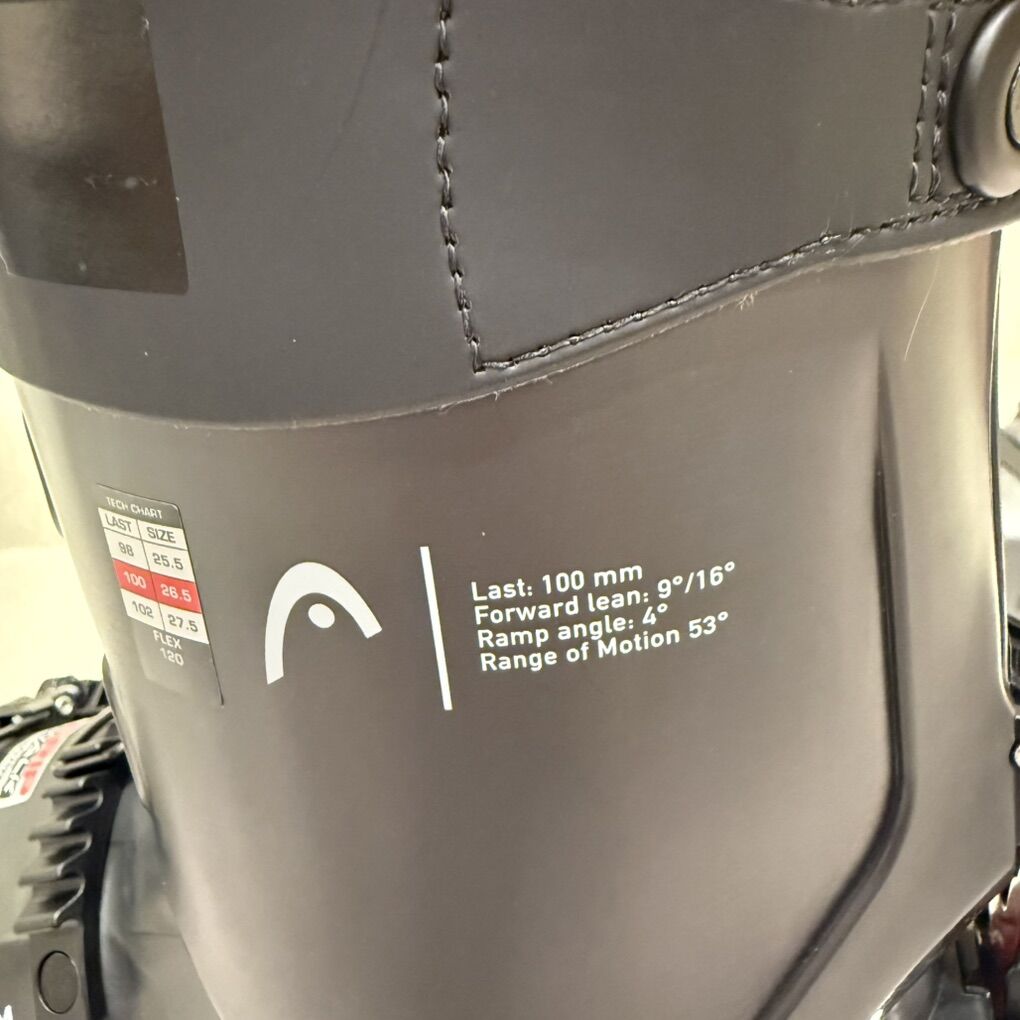 TECH CHART
LAST SIZE
98 25.5
100 26.5
102 27.5
FLEX
120
Last: 100 mm
Forward lean: 9°/16°
Ramp angle: 4°
Range of Motion 53°